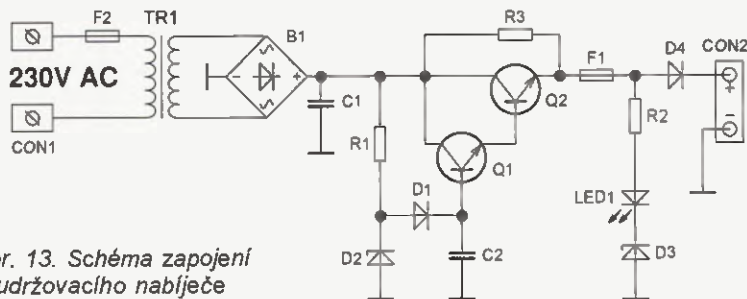 F2
TR1
B1
R3
F1
D4
CON2
230V AC
C1
Q2
R2
CON1
R1
Q1
D1
LED1
D2
C2
D3
+
−
− +
r. 13. Schéma zapojení
udržovacího nabíječe